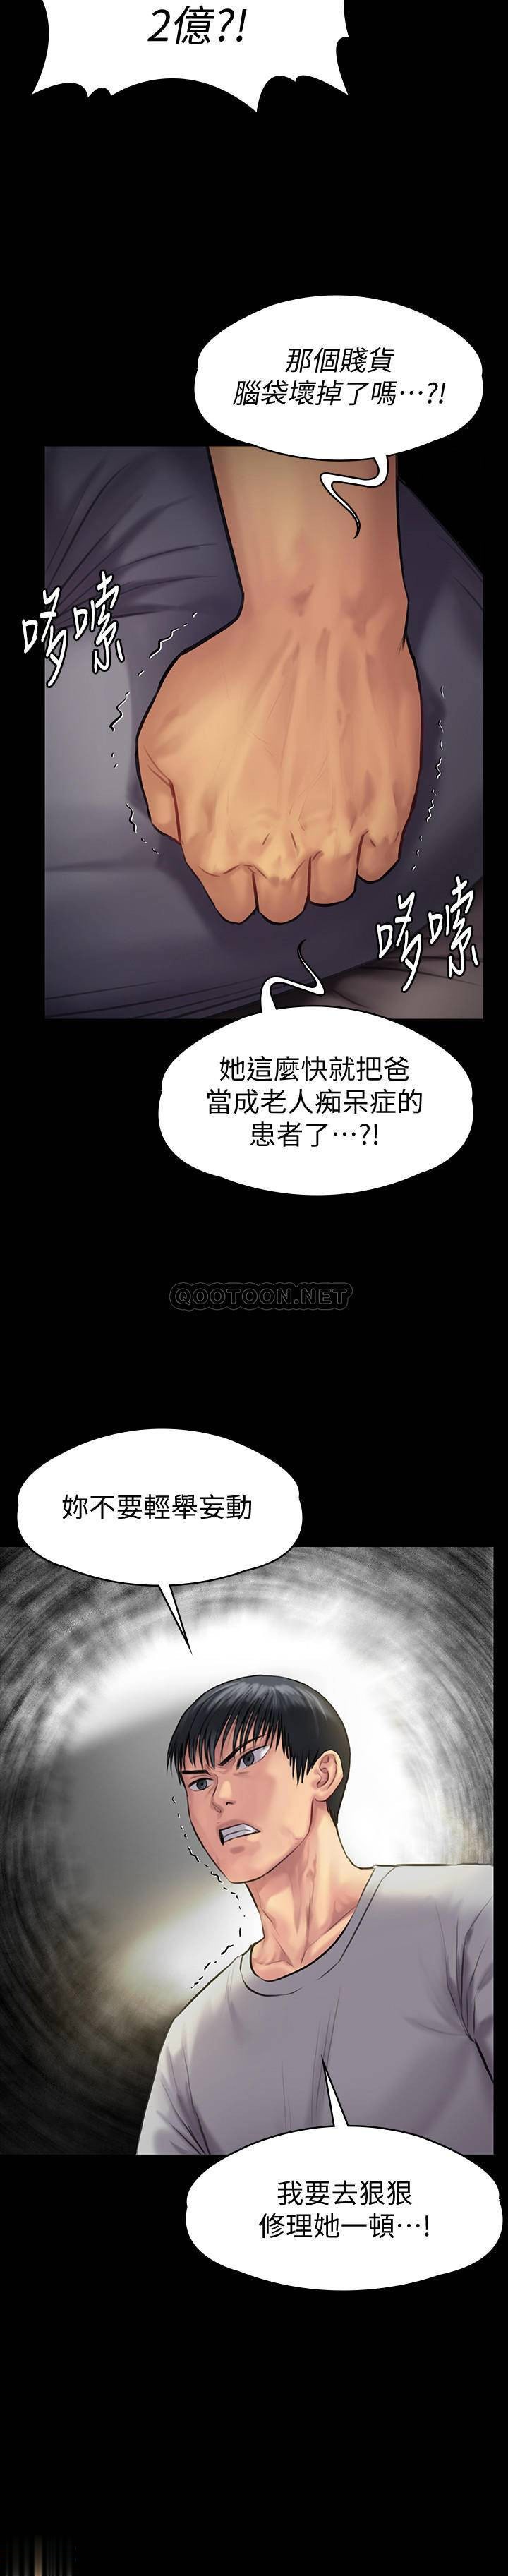 2億?!
那個賤貨
腦袋壞掉了嗎…?!
哆嗦
哆嗦
她這麼快就把爸
當成老人痴呆症的
患者了…?!
QOOTOON.NET
妳不要輕舉妄動
我要去狠狠
修理她一頓…!